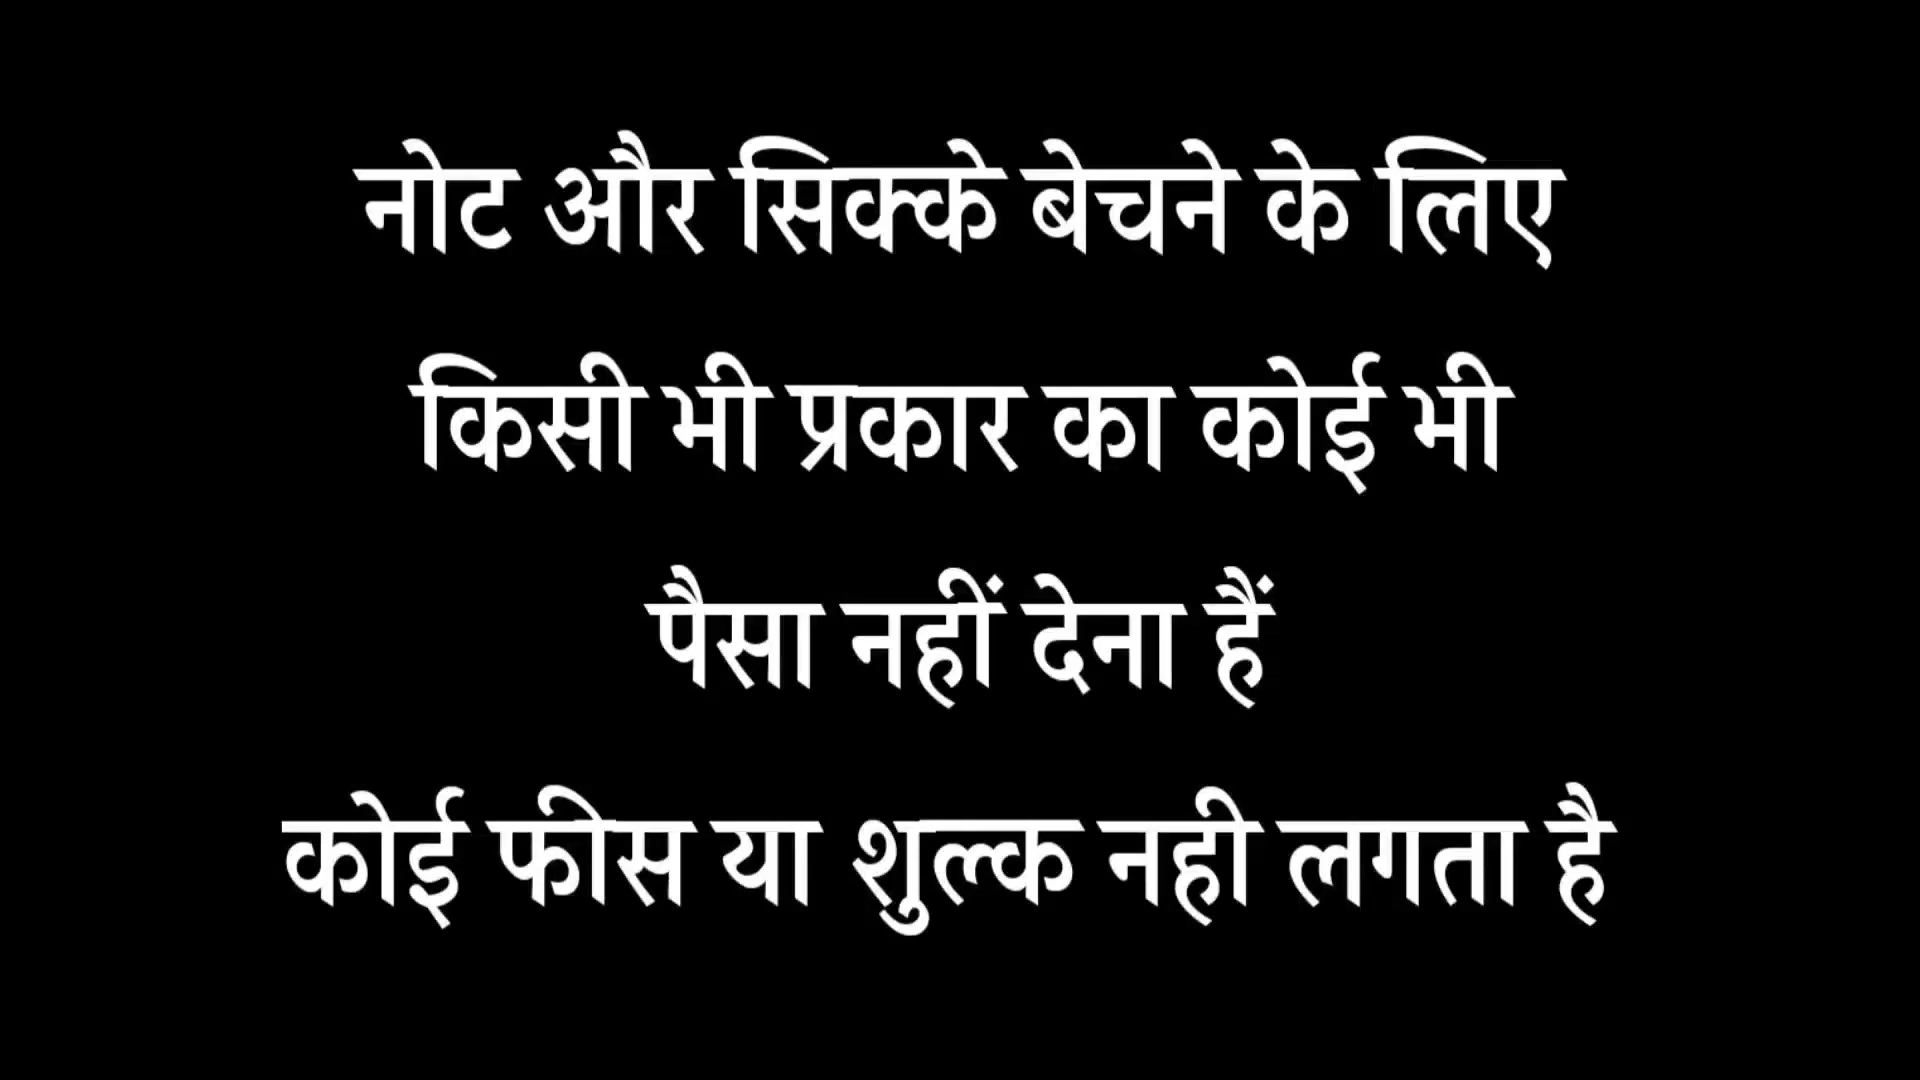 नोट और सिक्के बेचने के लिए
किसी भी प्रकार का कोई भी
पैसा नहीं देना हैं
कोई फीस या शुल्क नही लगता है